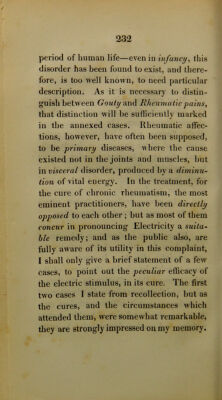 232
period of human life—even in infancy, this
disorder has been found to exist, and there-
fore, is too well known, to need particular
description. As it is necessary to distin-
guish between Gouty and Rheumatic pains,
that distinction will be sufficiently marked
in the annexed cases. Rheumatic affec-
tions, however, have often been supposed,
to be primary diseases, where the cause
existed not in the joints and muscles, but
in visceral disorder, produced by a diminu-
tion of vital energy. In the treatment, for
the cure of chronic rheumatism, the most
eminent practitioners, have been directly
opposed to each other; but as most of them
concur in pronouncing Electricity a suita-
ble remedy; and as the public also, are
fully aware of its utility in this complaint,
I shall only give a brief statement of a few
cases, to point out the peculiar efficacy of
the electric stimulus, in its cure. The first
two cases I state from recollection, but as
the cures, and the circumstances which
attended them, were somewhat remarkable,
they are strongly impressed on my memory.